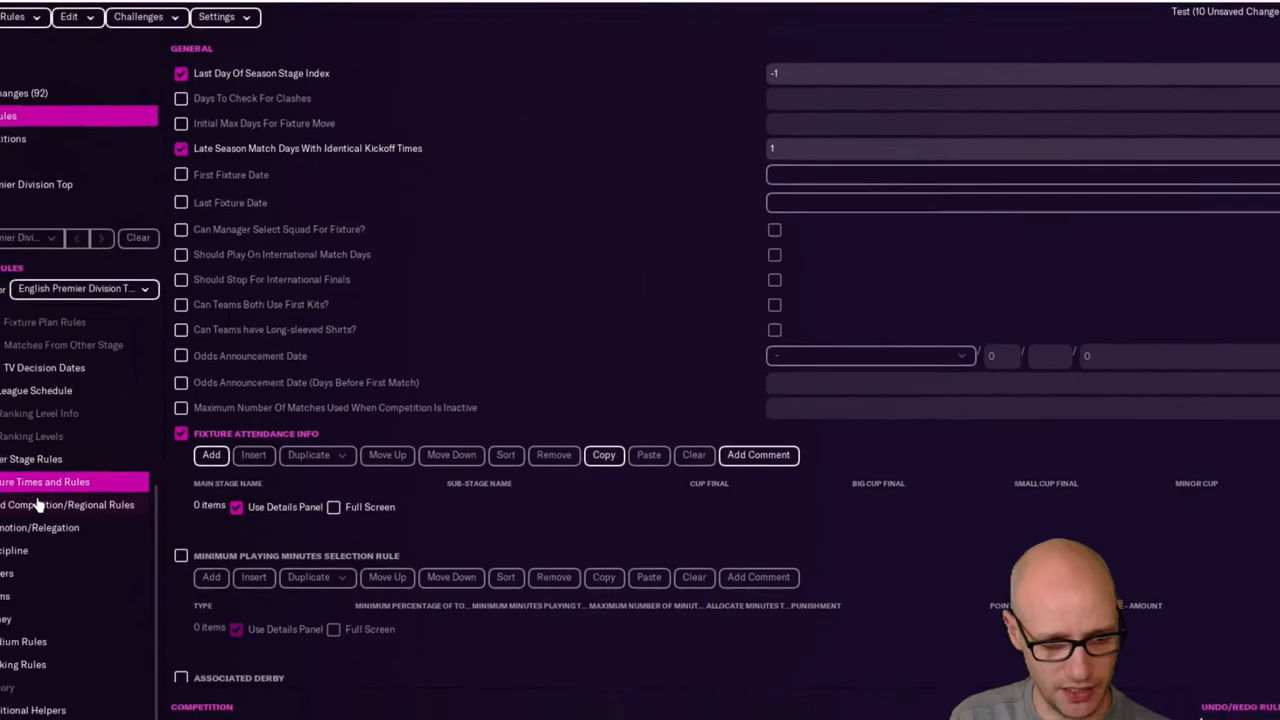 Rules
Edit
Challenges
Settings
Test (10 Unsaved Change
GENERAL
Last Day Of Season Stage Index
-1
Days To Check For Clashes
anges (92)
ules
Initial Max Days For Fixture Move
itions
Late Season Match Days With Identical Kickoff Times
1
First Fixture Date
mier Division Top
Last Fixture Date
Can Manager Select Squad For Fixture?
mier Divi...
<
>
Clear
Should Play On International Match Days
RULES
Should Stop For International Finals
or
English Premier Division T...
Can Teams Both Use First Kits?
Fixture Plan Rules
Can Teams have Long-sleeved Shirts?
Matches From Other Stage
Odds Announcement Date
-
/
0
/
/
0
TV Decision Dates
Odds Announcement Date (Days Before First Match)
eague Schedule
Maximum Number Of Matches Used When Competition Is Inactive
Ranking Level Info
Ranking Levels
FIXTURE ATTENDANCE INFO
er Stage Rules
Add
Insert
Duplicate
Move Up
Move Down
Sort
Remove
Copy
Paste
Clear
Add Comment
ure Times and Rules
MAIN STAGE NAME
SUB-STAGE NAME
CUP FINAL
BIG CUP FINAL
SMALL CUP FINAL
MINOR CUP
d Competition/Regional Rules
0 items
Use Details Panel
Full Screen
motion/Relegation
cipline
MINIMUM PLAYING MINUTES SELECTION RULE
ers
Add
Insert
Duplicate
Move Up
Move Down
Sort
Remove
Copy
Paste
Clear
Add Comment
ms
TYPE
MINIMUM PERCENTAGE OF TO...
MINIMUM MINUTES PLAYING T...
MAXIMUM NUMBER OF MINUT...
ALLOCATE MINUTES T...
PUNISHMENT
POIN
E - AMOUNT
ney
0 items
Use Details Panel
Full Screen
dium Rules
king Rules
ory
ASSOCIATED DERBY
itional Helpers
COMPETITION
UNDO/REDO RUL